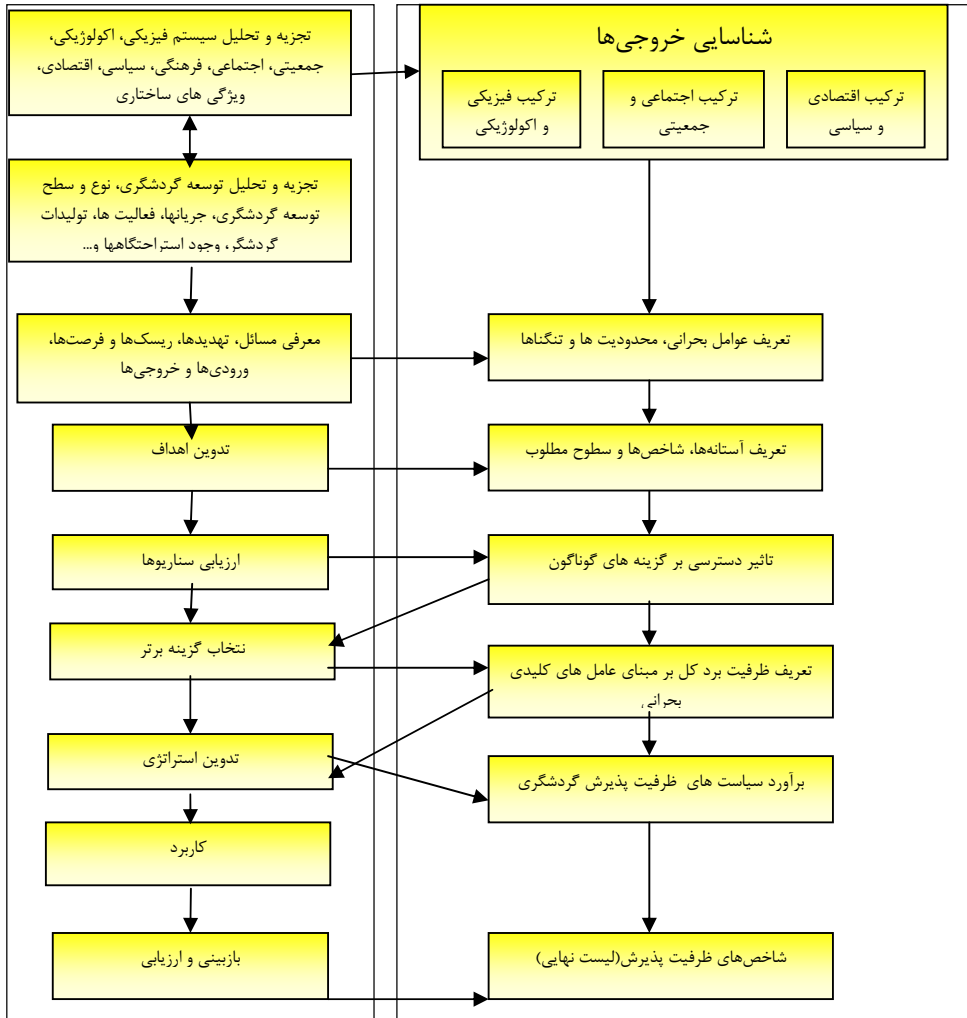 شناسایی خروجی‌ها
ترکیب اقتصادی
و سیاسی
ترکیب اجتماعی و
جمعیتی
ترکیب فیزیکی
و اکولوژیکی
تعریف عوامل بحرانی، محدودیت ها و تنگناها
تعریف آستانه‌ها، شاخص‌ها و سطوح مطلوب
تاثیر دسترسی بر گزینه های گوناگون
تعریف ظرفیت برد کل بر مبنای عامل های کلیدی
بحرانی
برآورد سیاست های ظرفیت پذیرش گردشگری
شاخص‌های ظرفیت پذیرش(لیست نهایی)
تجزیه و تحلیل سیستم فیزیکی، اکولوژیکی،
جمعیتی، اجتماعی، فرهنگی، سیاسی، اقتصادی،
ویژگی های ساختاری
تجزیه و تحلیل توسعه گردشگری، نوع و سطح
توسعه گردشگری، جریانها، فعالیت ها، تولیدات
گردشگر، وجود استراحتگاهها و...
معرفی مسائل، تهدیدها، ریسک‌ها و فرصت‌ها،
ورودی‌ها و خروجی‌ها
تدوین اهداف
ارزیابی سناریوها
نتخاب گزینه برتر
تدوین استراتژی
کاربرد
بازبینی و ارزیابی